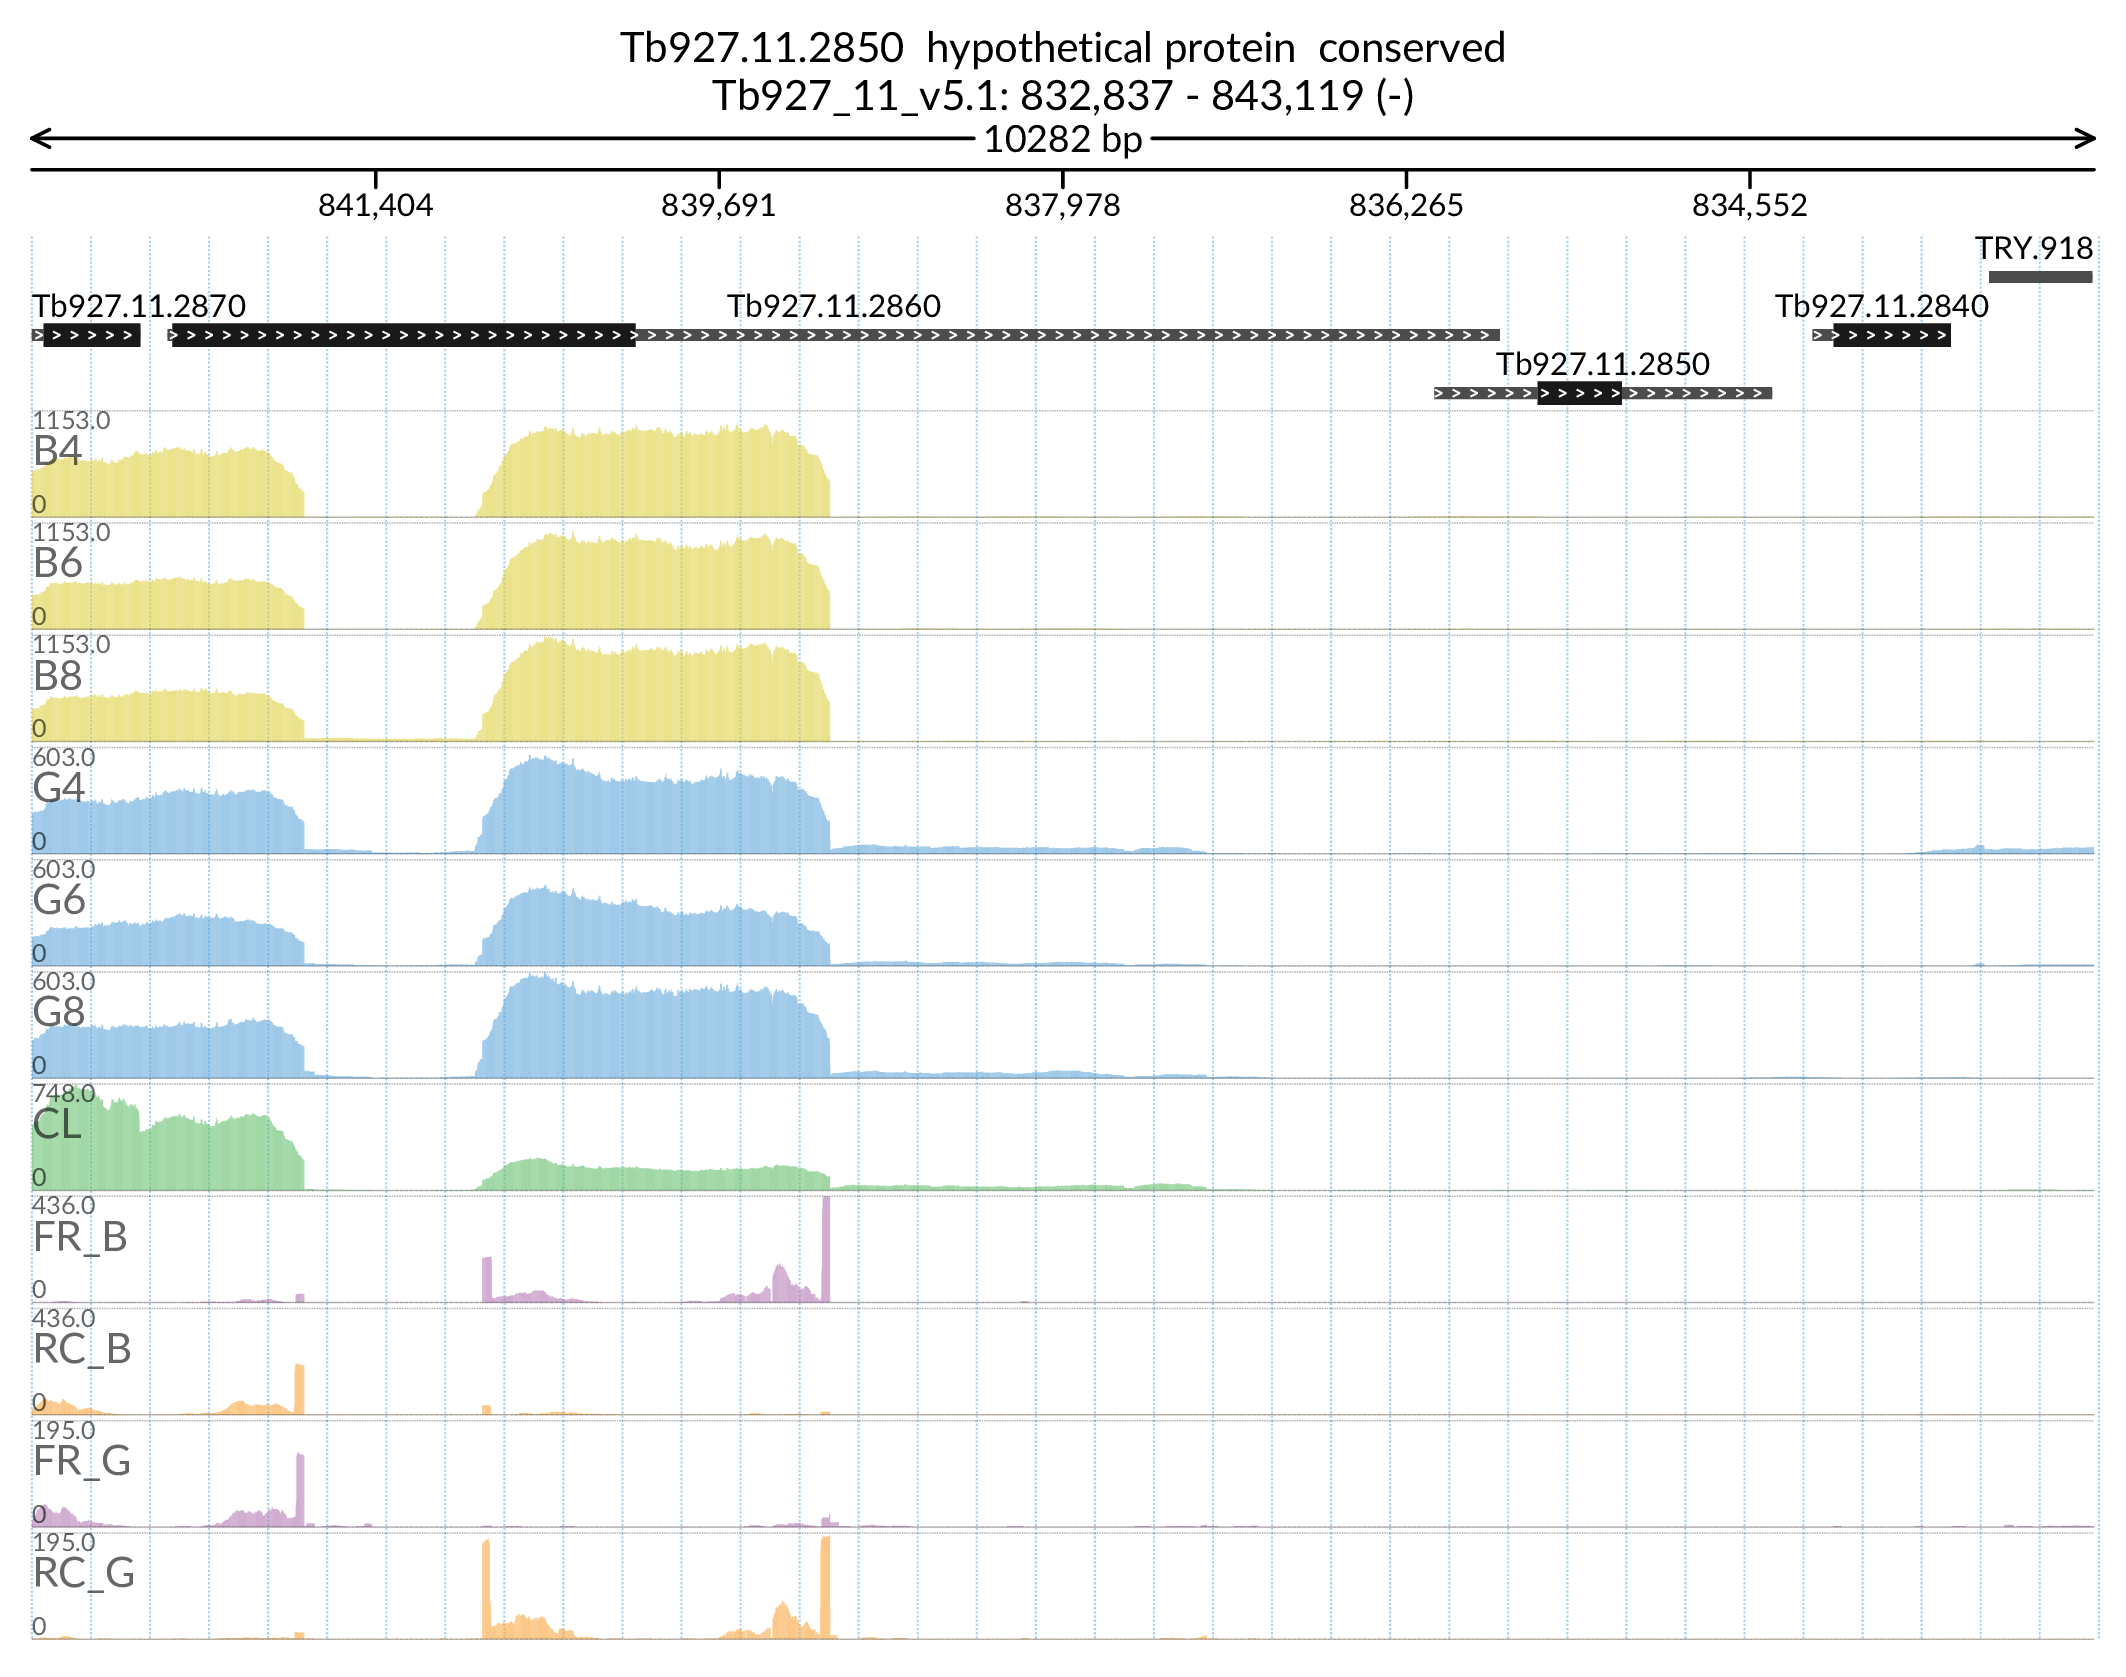 Tb927.11.2850  hypothetical protein  conserved
Tb927_11_v5.1: 832,837 - 843,119 (-)
10282 bp
841,404 839,691 837,978 836,265 834,552
TRY.918
Tb927.11.2870 Tb927.11.2860 Tb927.11.2840
Tb927.11.2850
1153.0
B4
0
1153.0
B6
0
1153.0
B8
0
603.0
G4
0
603.0
G6
0
603.0
G8
0
748.0
CL
0
436.0
FR_B
0
436.0
RC_B
0
195.0
FR_G
0
195.0
RC_G
0